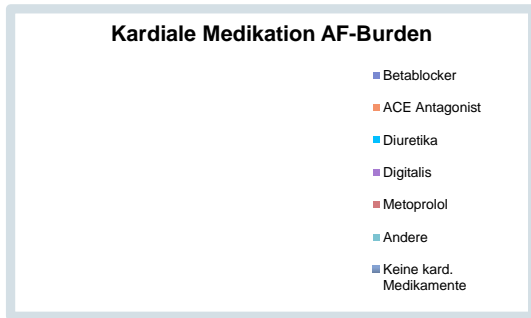 Kardiale Medikation AF-Burden
Betablocker
ACE Antagonist
Diuretika
Digitalis
Metoprolol
Andere
Keine kard.
Medikamente